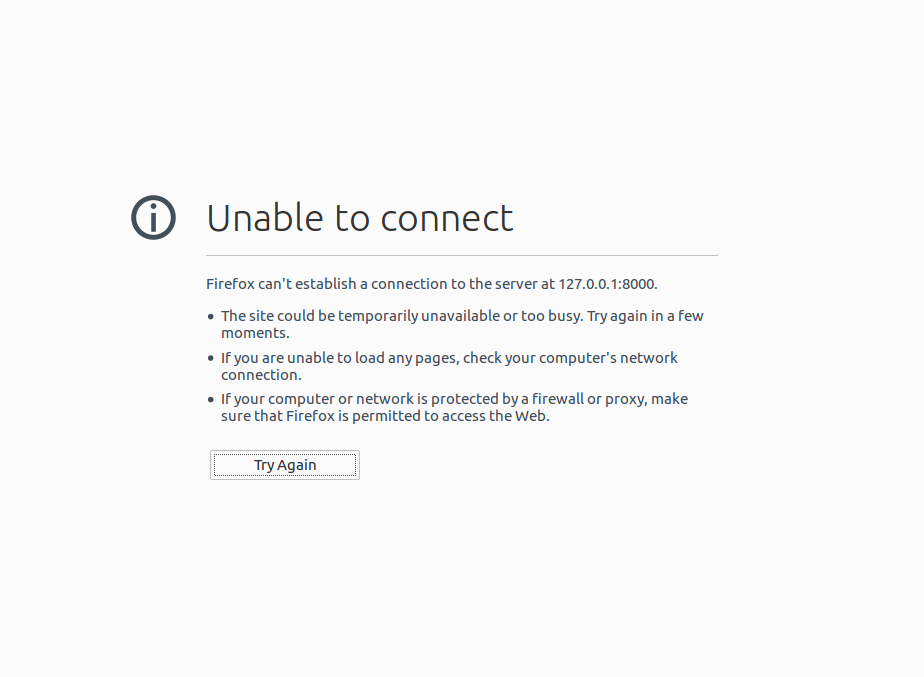 Unable to connect
Firefox can't establish a connection to the server at 127.0.0.1:8000.
The site could be temporarily unavailable or too busy. Try again in a few
moments.
If you are unable to load any pages, check your computer's network
connection.
If your computer or network is protected by a firewall or proxy, make
sure that Firefox is permitted to access the Web.
Try Again